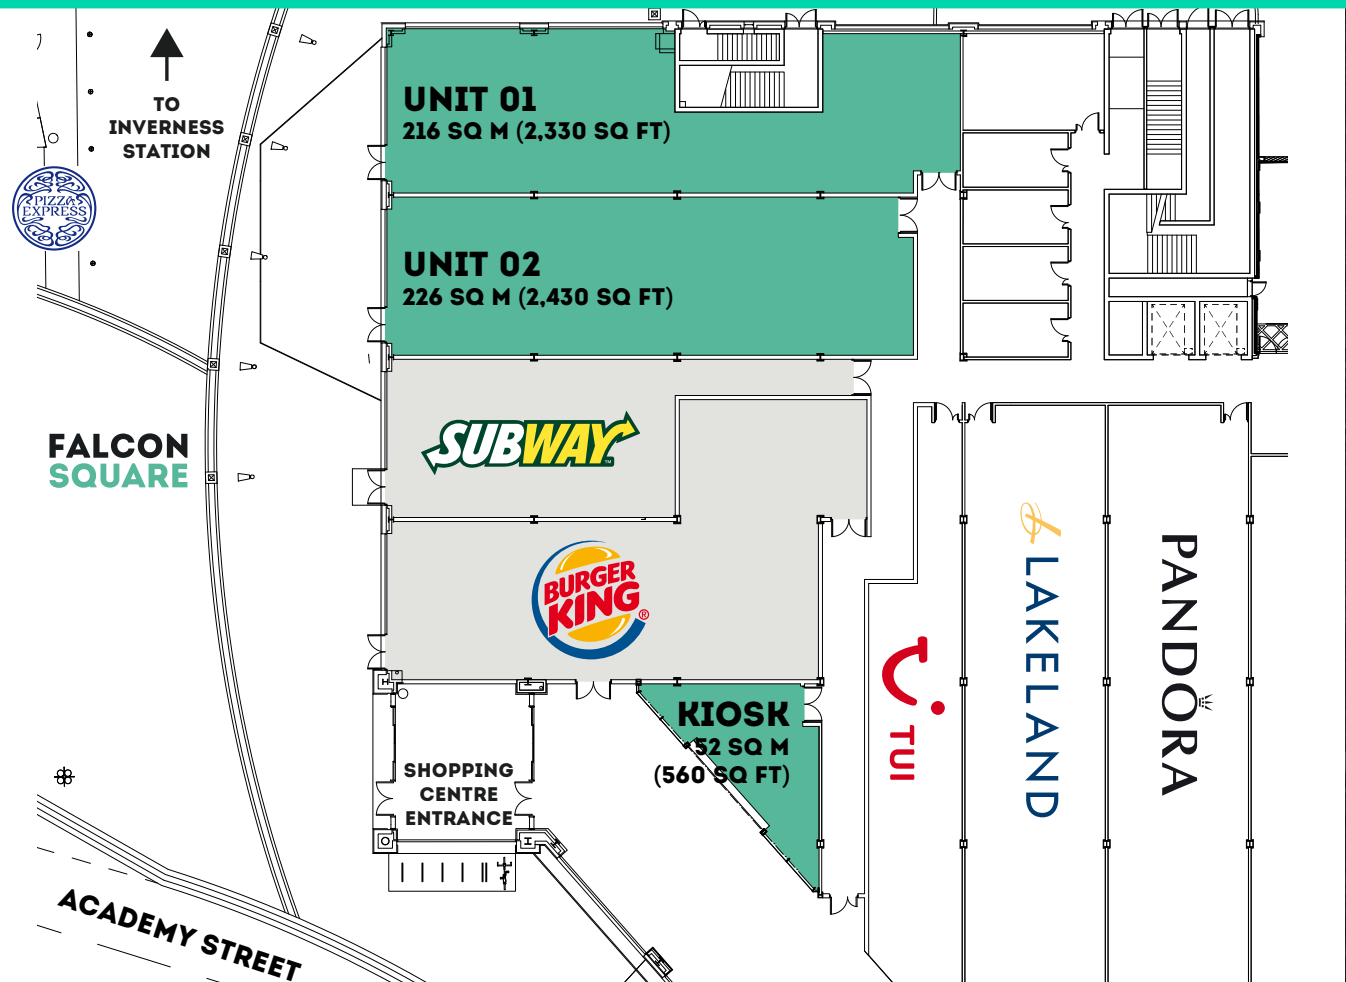 TO
INVERNESS
STATION
PIZZA
EXPRESS
UNIT 01
216 SQ M (2,330 SQ FT)
UNIT 02
226 SQ M (2,430 SQ FT)
FALCON
SQUARE
SUBWAY™
BURGER
KING®
KIOSK
52 SQ M
(560 SQ FT)
SHOPPING
CENTRE
ENTRANCE
TUI
LAKELAND
PANDORA
ACADEMY STREET